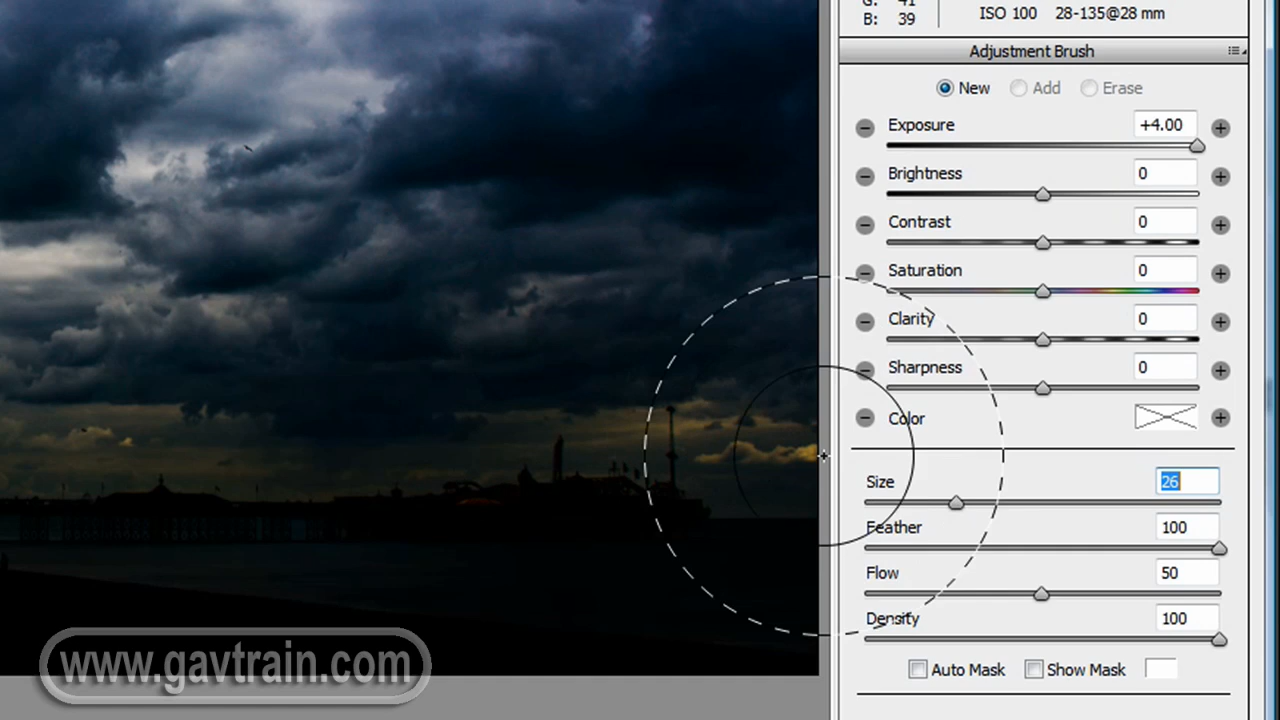 G: 41
B: 39
ISO 100 28-135@28 mm
Adjustment Brush
New Add Erase
Exposure +4.00
Brightness 0
Contrast 0
Saturation 0
Clarity 0
Sharpness 0
Color
Size 26
Feather 100
Flow 50
Density 100
Auto Mask Show Mask
www.gavtrain.com